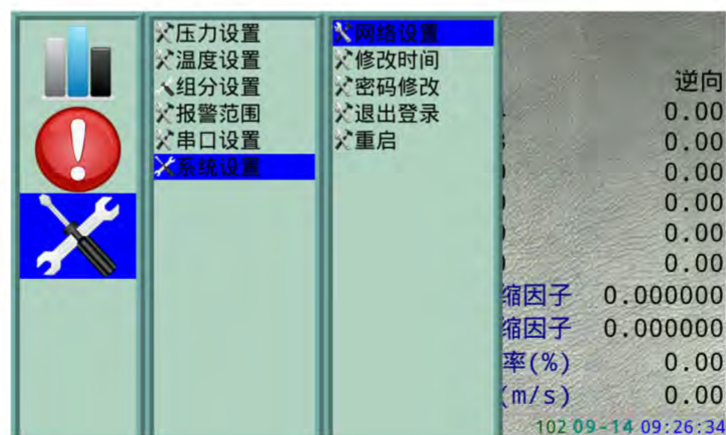 压力设置
温度设置
组分设置
报警范围
串口设置
系统设置
网络设置
修改时间
密码修改
退出登录
重启
逆向
0.00
0.00
0.00
0.00
0.00
0.00
缩因子 0.000000
缩因子 0.000000
率(%) 0.00
(m/s) 0.00
102 09-14 09:26:34